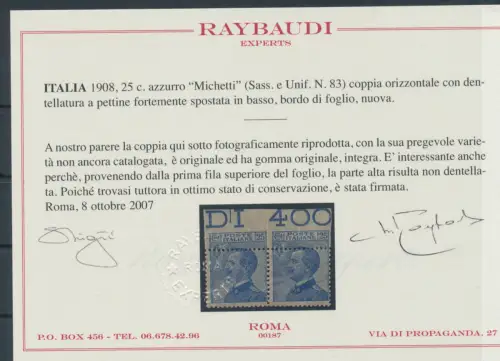 RAYBAUDI
EXPERTS
ITALIA 1908, 25 c. azzurro “Michetti” (Sass. e Unif. N. 83) coppia orizzontale con den-
tellatura a pettine fortemente spostata in basso, bordo di foglio, nuova.
A nostro parere la coppia qui sotto fotograficamente riprodotta, con la sua pregevole varie-
tà non ancora catalogata, è originale ed ha gomma originale, integra. E’ interessante anche
perchè, provenendo dalla prima fila superiore del foglio, la parte alta risulta non dentella-
ta. Poiché trovasi tuttora in ottimo stato di conservazione, è stata firmata.
Roma, 8 ottobre 2007
DI 400
ROMA
00187
P.O. BOX 456 - TEL. 06.678.42.96
VIA DI PROPAGANDA, 27